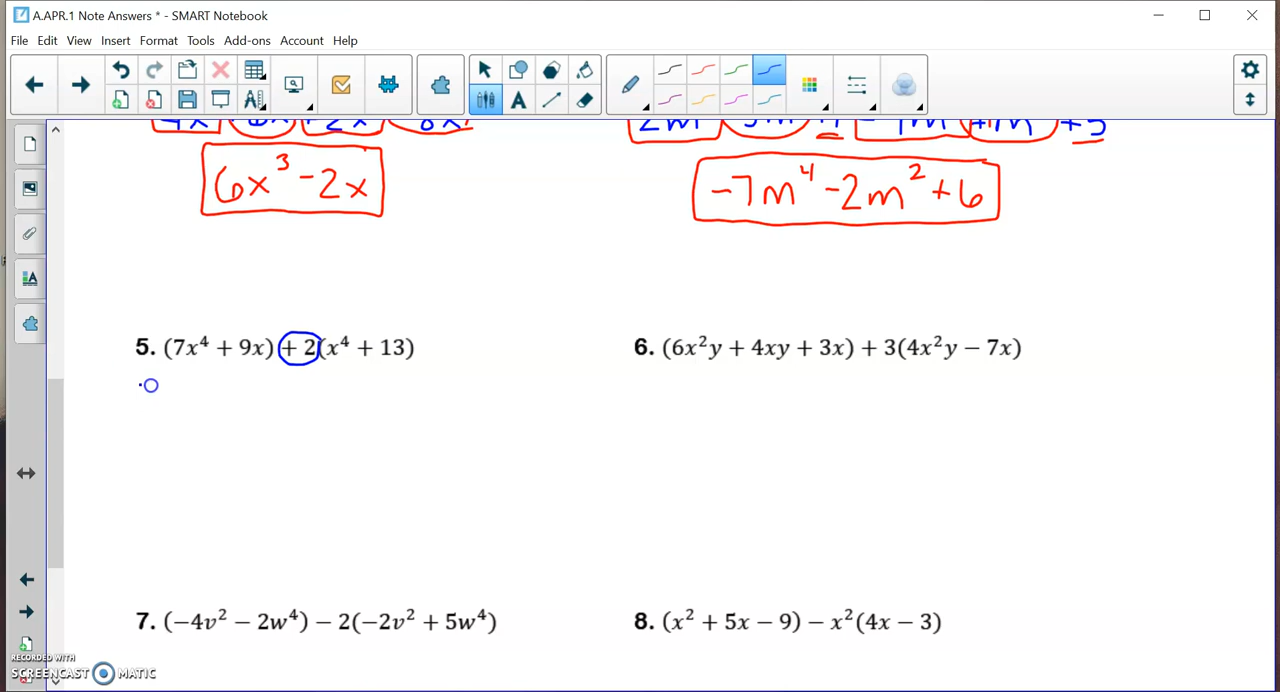 A.APR.1 Note Answers * - SMART Notebook
File Edit View Insert Format Tools Add-ons Account Help
6x³ - 2x
-7m⁴ - 2m² + 6
5. (7x⁴ + 9x) + 2(x⁴ + 13)
6. (6x²y + 4xy + 3x) + 3(4x²y − 7x)
7. (−4v² − 2w⁴) − 2(−2v² + 5w⁴)
8. (x² + 5x − 9) − x²(4x − 3)
RECORDED WITH
SCREENCAST MATIC